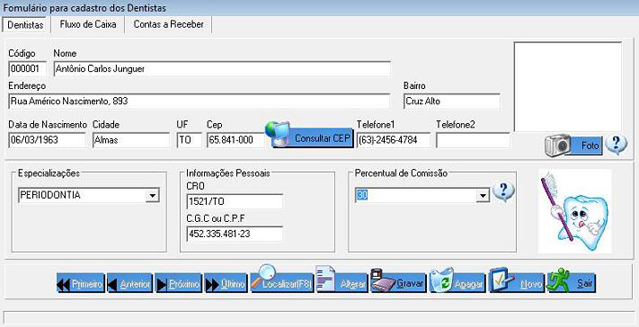 Fomulário para cadastro dos Dentistas
Dentistas Fluxo de Caixa Contas a Receber
Código Nome
000001 Antônio Carlos Junguer
Endereço Bairro
Rua Américo Nascimento, 893 Cruz Alto
Data de Nascimento Cidade UF Cep Telefone1 Telefone2
06/03/1963 Almas TO 65.841-000 Consultar CEP (63)-2456-4784
Foto
Especializações Informações Pessoais Percentual de Comissão
CRO
PERIODONTIA 1521/TO 30
C.G.C ou C.P.F
452.335.481-23
Primeiro Anterior Próximo Último Localizar(F8) Alterar Gravar Apagar Novo Sair